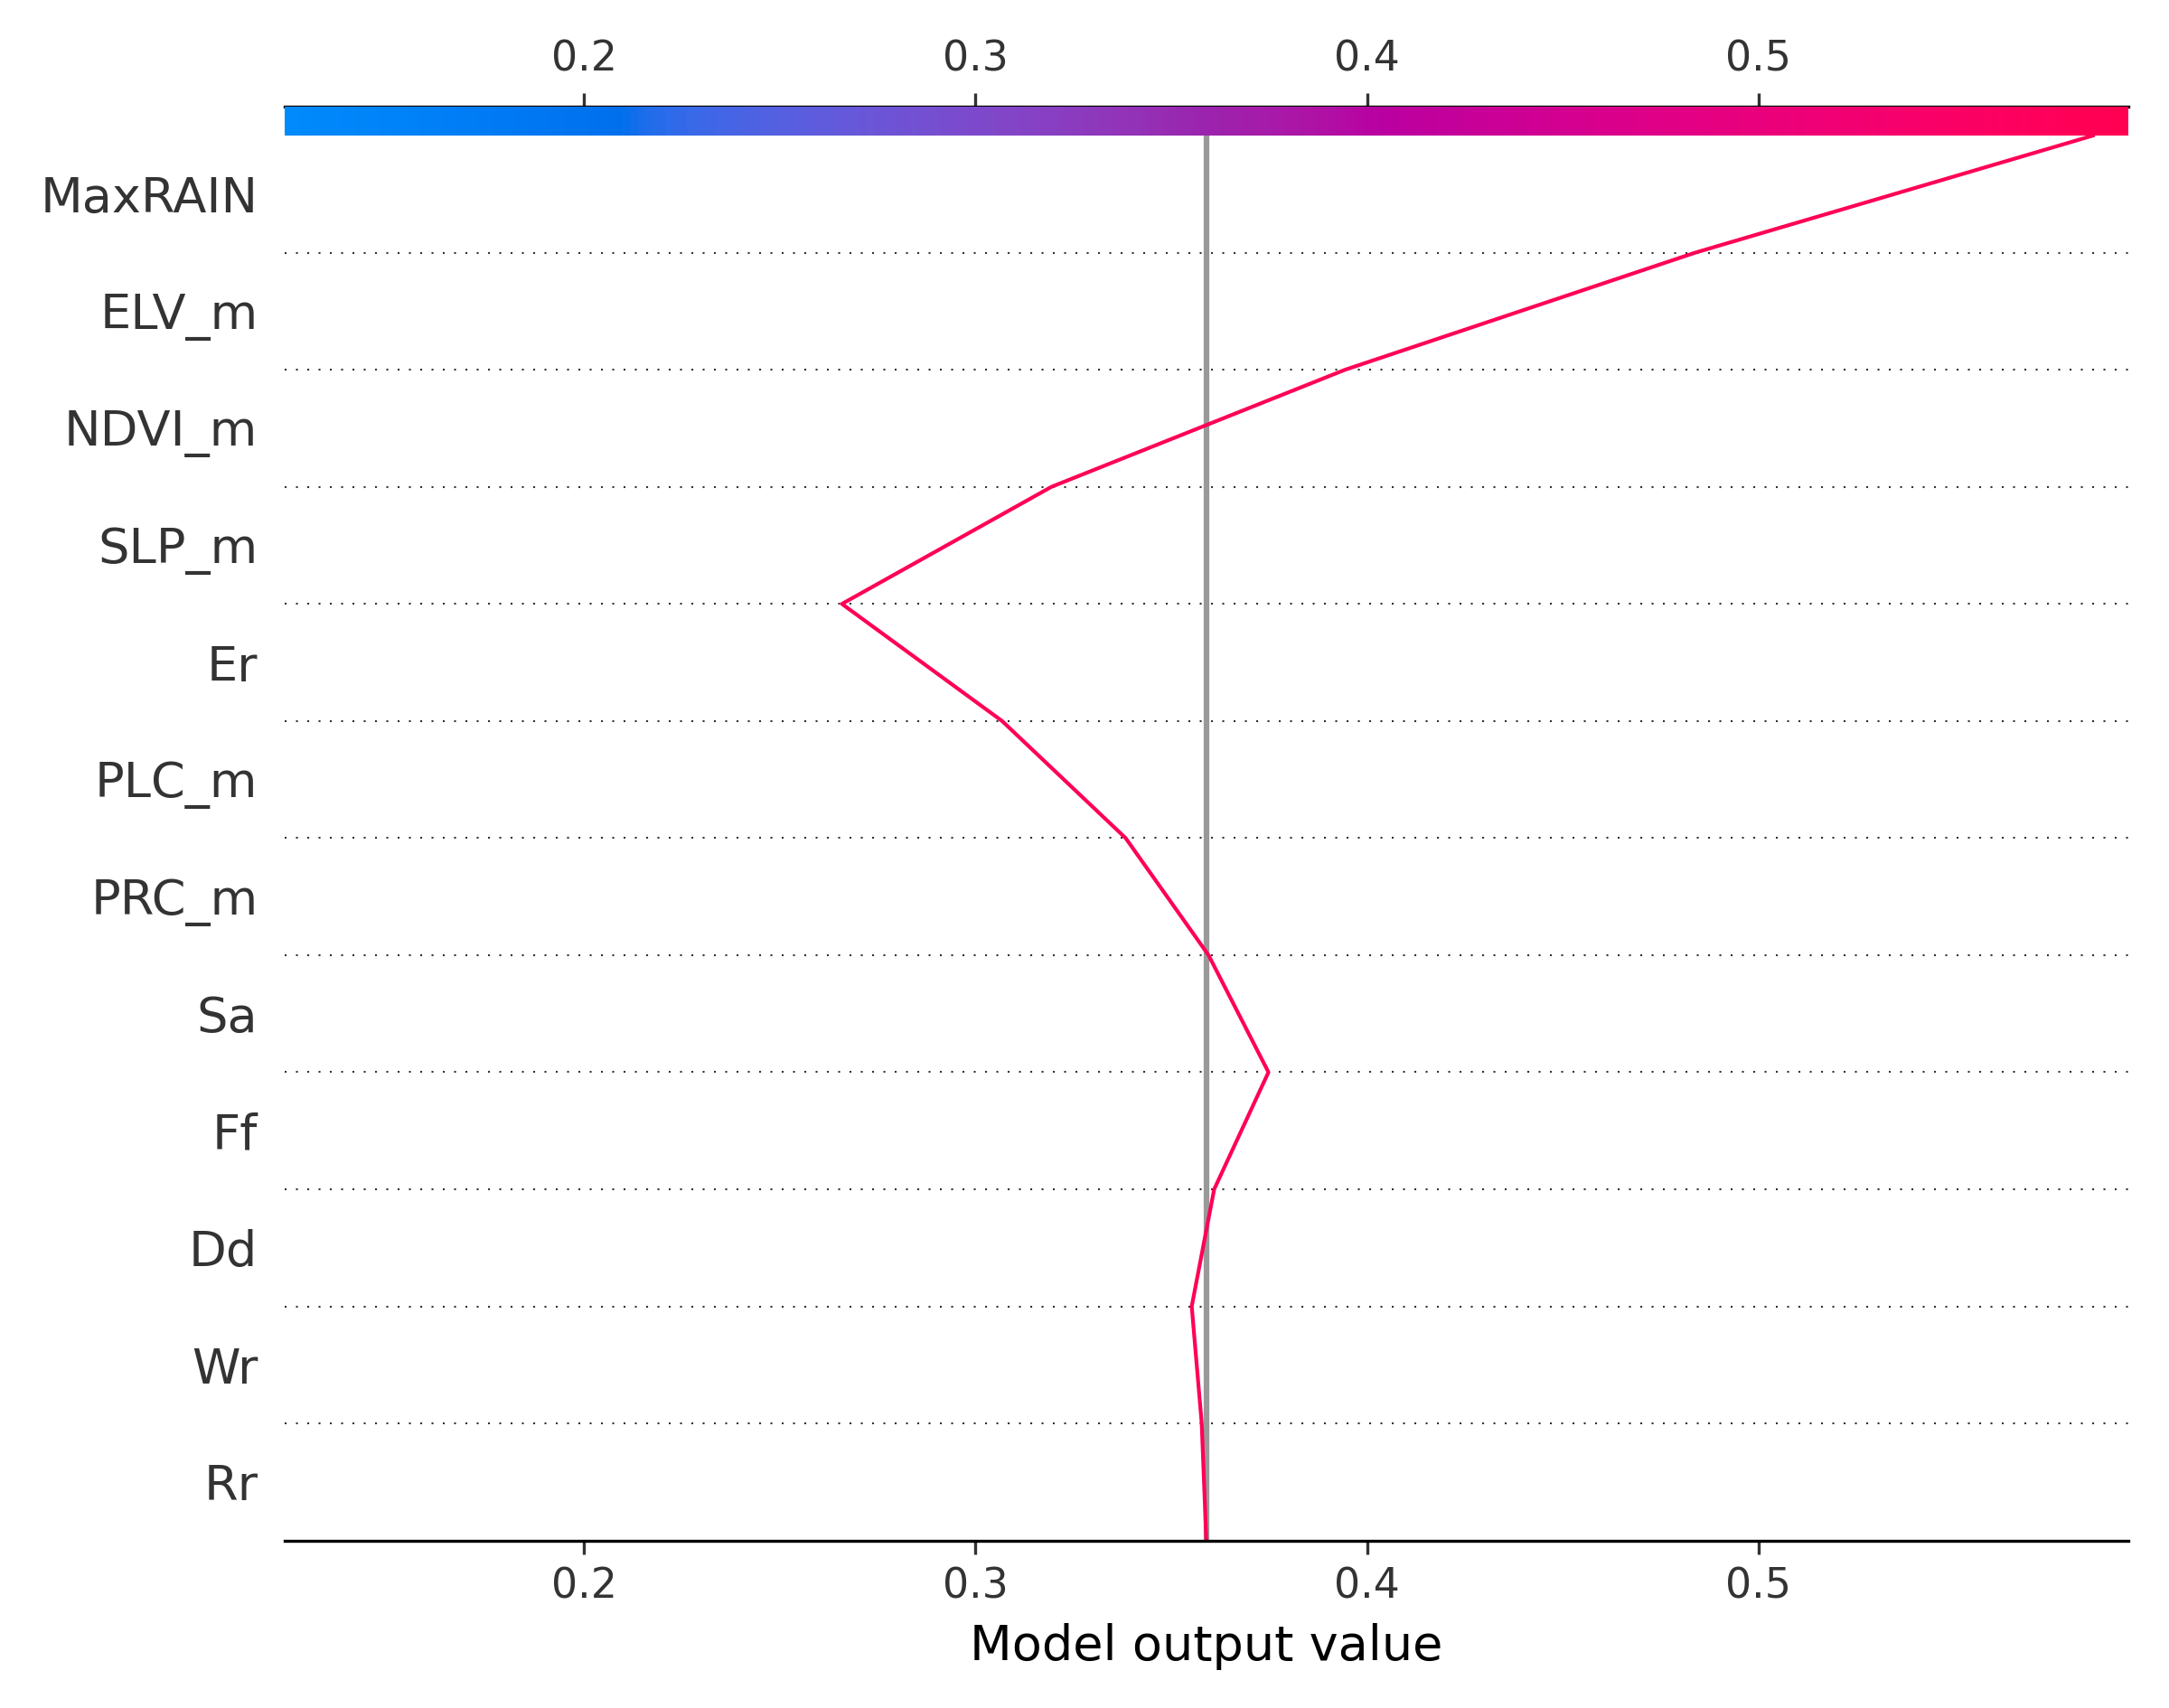 0.2 0.3 0.4 0.5
MaxRAIN
ELV_m
NDVI_m
SLP_m
Er
PLC_m
PRC_m
Sa
Ff
Dd
Wr
Rr
0.2 0.3 0.4 0.5
Model output value